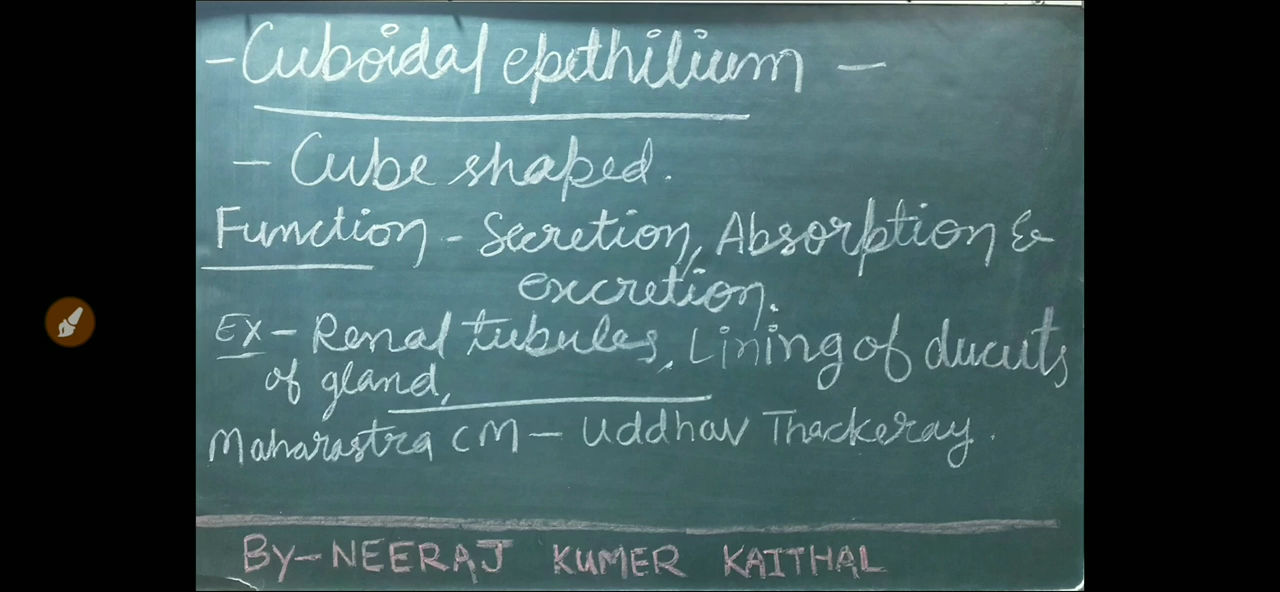 - Cuboidal epethilium -
- Cube shaped.
Function - Secretion, Absorption &
excretion.
Ex - Renal tubules, Lining of ducuts
of gland,
Maharastra CM - Uddhav Thackeray.
By-NEERAJ KUMER KAITHAL